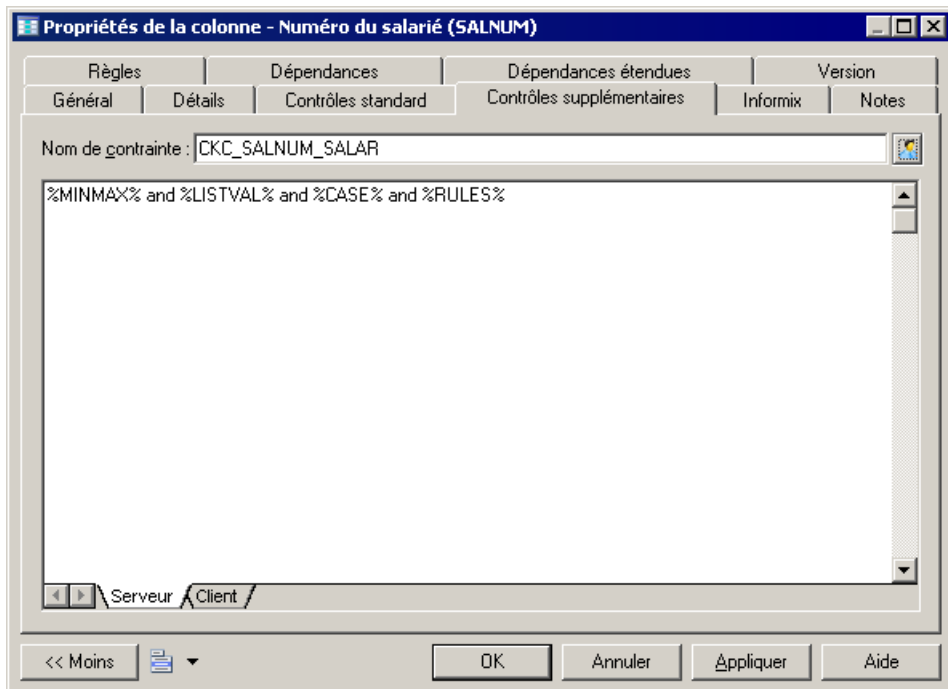 Propriétés de la colonne - Numéro du salarié (SALNUM)
Règles Dépendances Dépendances étendues Version
Général Détails Contrôles standard Contrôles supplémentaires Informix Notes
Nom de contrainte : CKC_SALNUM_SALAR
%MINMAX% and %LISTVAL% and %CASE% and %RULES%
Serveur Client
<< Moins OK Annuler Appliquer Aide